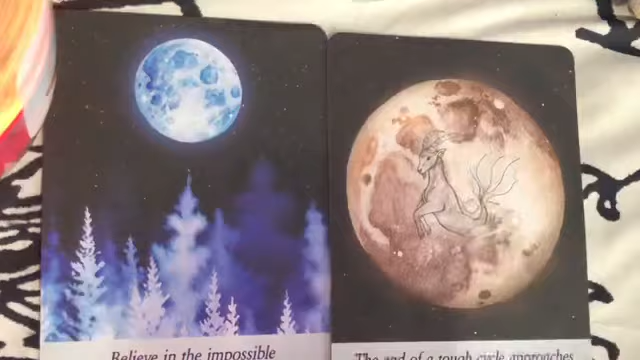 Believe in the impossible
The end of a tough cycle approaches